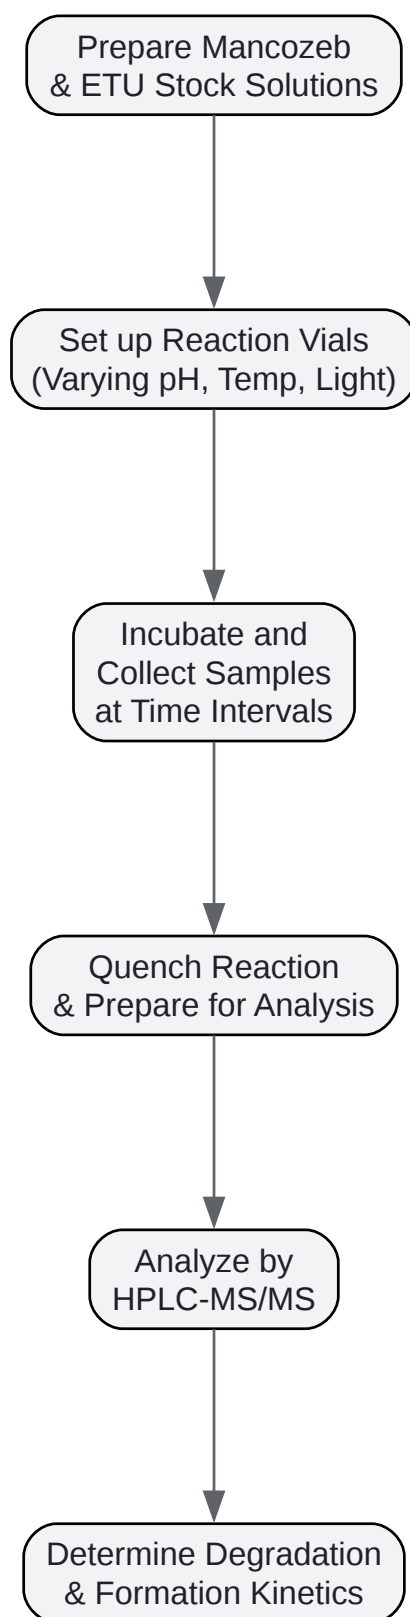 Prepare Mancozeb
& ETU Stock Solutions
Set up Reaction Vials
(Varying pH, Temp, Light)
Incubate and
Collect Samples
at Time Intervals
Quench Reaction
& Prepare for Analysis
Analyze by
HPLC-MS/MS
Determine Degradation
& Formation Kinetics